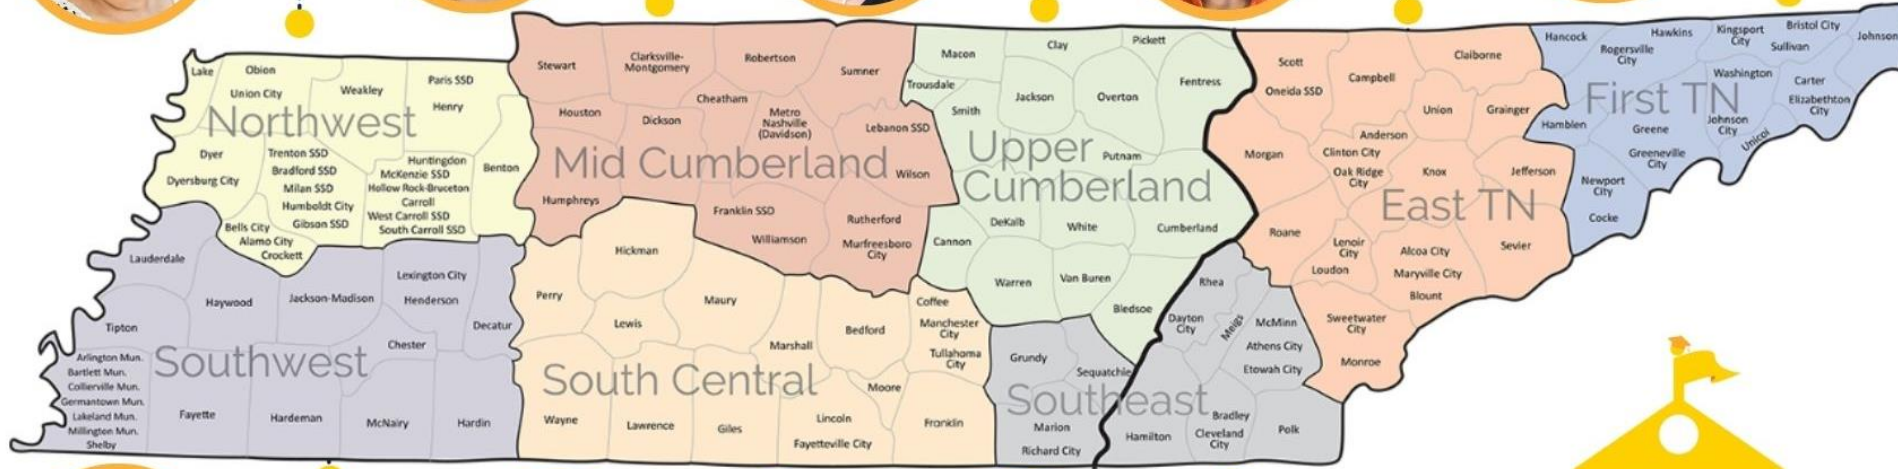 Northwest
Lake
Obion
Union City
Weakley
Paris SSD
Henry
Dyer
Dyersburg City
Trenton SSD
Bradford SSD
Milan SSD
Humboldt City
Gibson SSD
Huntingdon
McKenzie SSD
Hollow Rock-Bruceton
Carroll
West Carroll SSD
South Carroll SSD
Benton
Bells City
Alamo City
Crockett
Southwest
Lauderdale
Haywood
Jackson-Madison
Lexington City
Henderson
Decatur
Tipton
Chester
Arlington Mun.
Bartlett Mun.
Collierville Mun.
Germantown Mun.
Lakeland Mun.
Millington Mun.
Shelby
Fayette
Hardeman
McNairy
Hardin
Mid Cumberland
Stewart
Clarksville-
Montgomery
Robertson
Sumner
Houston
Dickson
Cheatham
Metro
Nashville
(Davidson)
Lebanon SSD
Wilson
Humphreys
Franklin SSD
Williamson
Rutherford
Murfreesboro
City
South Central
Hickman
Perry
Lewis
Maury
Marshall
Bedford
Coffee
Manchester
City
Tullahoma
City
Moore
Wayne
Lawrence
Giles
Lincoln
Fayetteville City
Franklin
Upper
Cumberland
Macon
Clay
Pickett
Trousdale
Smith
Jackson
Overton
Fentress
Putnam
DeKalb
White
Cumberland
Cannon
Warren
Van Buren
Bledsoe
Southeast
Rhea
Dayton
City
Meigs
McMinn
Athens City
Etowah City
Grundy
Sequatchie
Marion
Richard City
Hamilton
Bradley
Cleveland
City
Polk
East TN
Scott
Oneida SSD
Campbell
Claiborne
Union
Grainger
Morgan
Anderson
Clinton City
Oak Ridge
City
Knox
Jefferson
Roane
Lenoir
City
Loudon
Alcoa City
Maryville City
Blount
Sevier
Sweetwater
City
Monroe
First TN
Hancock
Hawkins
Rogersville
City
Kingsport
City
Sullivan
Bristol City
Johnson
Washington
Carter
Elizabethton
City
Johnson
City
Unicoi
Hamblen
Greene
Greeneville
City
Newport
City
Cocke